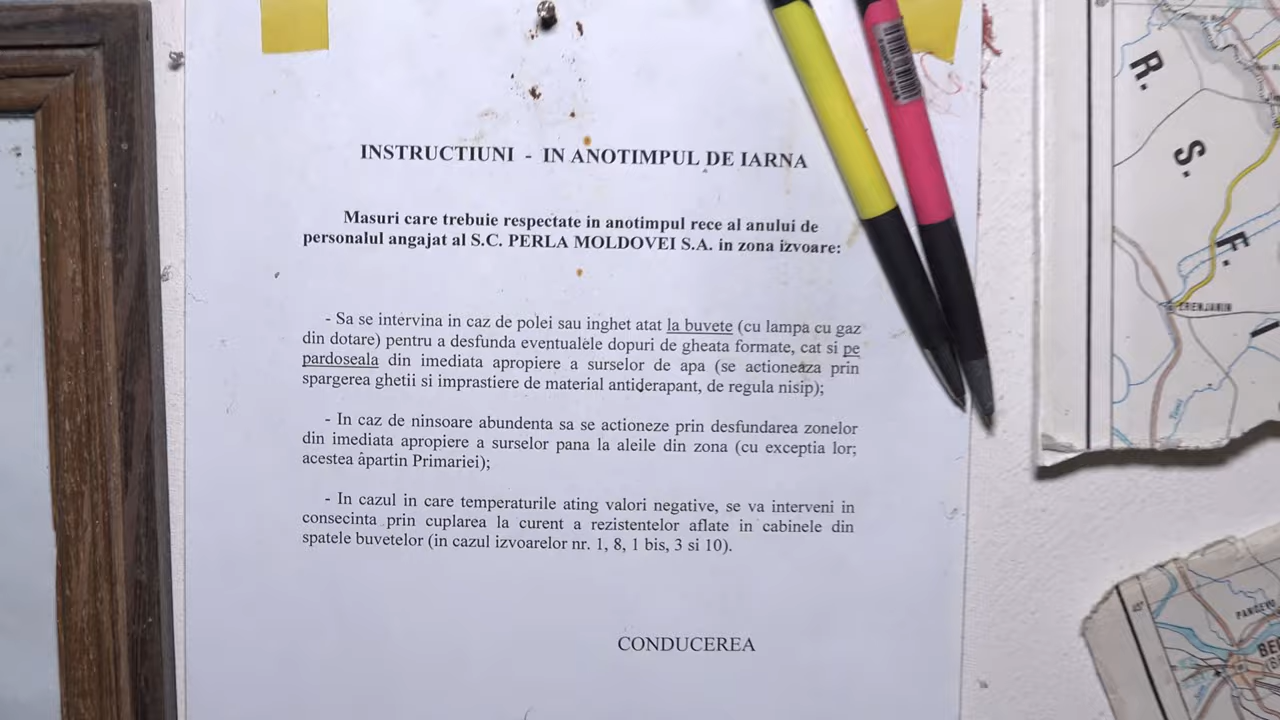 INSTRUCTIUNI - IN ANOTIMPUL DE IARNA
Masuri care trebuie respectate in anotimpul rece al anului de
personalul angajat al S.C. PERLA MOLDOVEI S.A. in zona izvoare:
- Sa se intervina in caz de polei sau inghet atat la buvete (cu lampa cu gaz
din dotare) pentru a desfunda eventualele dopuri de gheata formate, cat si pe
pardoseala din imediata apropiere a surselor de apa (se actioneaza prin
spargerea ghetii si imprastiere de material antiderapant, de regula nisip);
- In caz de ninsoare abundenta sa se actioneze prin desfundarea zonelor
din imediata apropiere a surselor pana la aleile din zona (cu exceptia lor;
acestea apartin Primariei);
- In cazul in care temperaturile ating valori negative, se va interveni in
consecinta prin cuplarea la curent a rezistentelor aflate in cabinele din
spatele buvetelor (in cazul izvoarelor nr. 1, 8, 1 bis, 3 si 10).
CONDUCEREA
R.
S.
F.